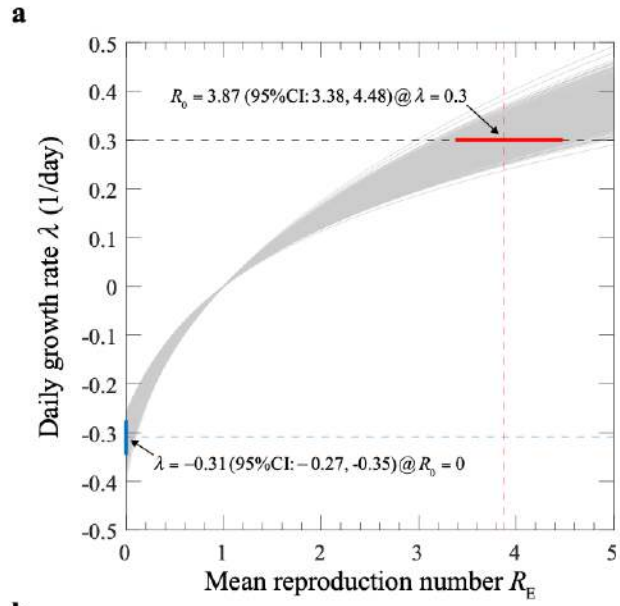 a
0.5
0.4
0.3
0.2
0.1
0
-0.1
-0.2
-0.3
-0.4
-0.5
Daily growth rate λ (1/day)
R₀ = 3.87 (95%CI: 3.38, 4.48)@λ = 0.3
λ = −0.31(95%CI: −0.27, -0.35)@R₀ = 0
0 1 2 3 4 5
Mean reproduction number R_E